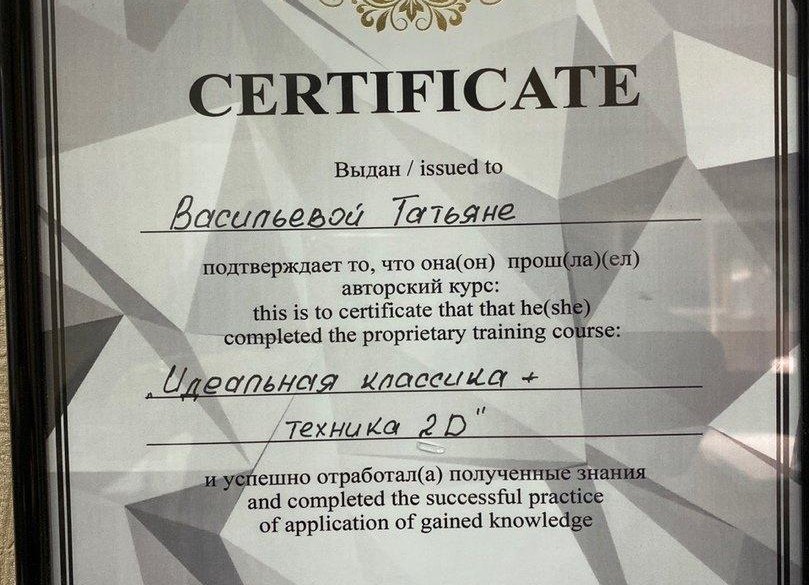 CERTIFICATE
Выдан / issued to
Васильевой Татьяне
подтверждает то, что она(он) прош(ла)(ел)
авторский курс:
this is to certificate that that he(she)
completed the proprietary training course:
„Идеальная классика +
техника 2D"
и успешно отработал(а) полученные знания
and completed the successful practice
of application of gained knowledge